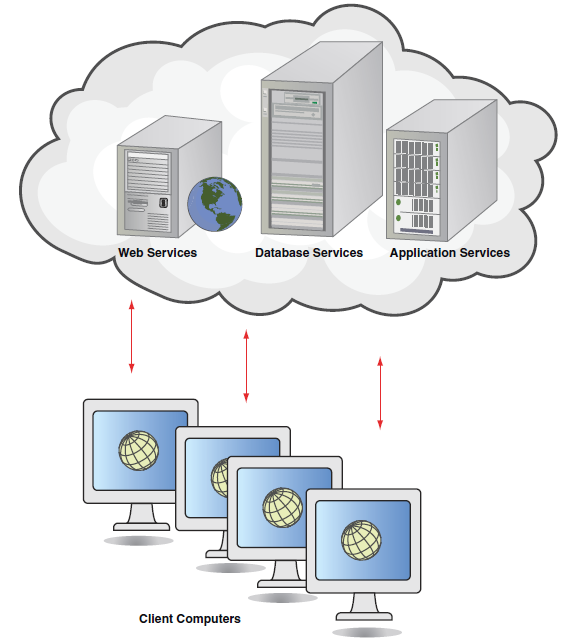 Web Services
Database Services
Application Services
Client Computers